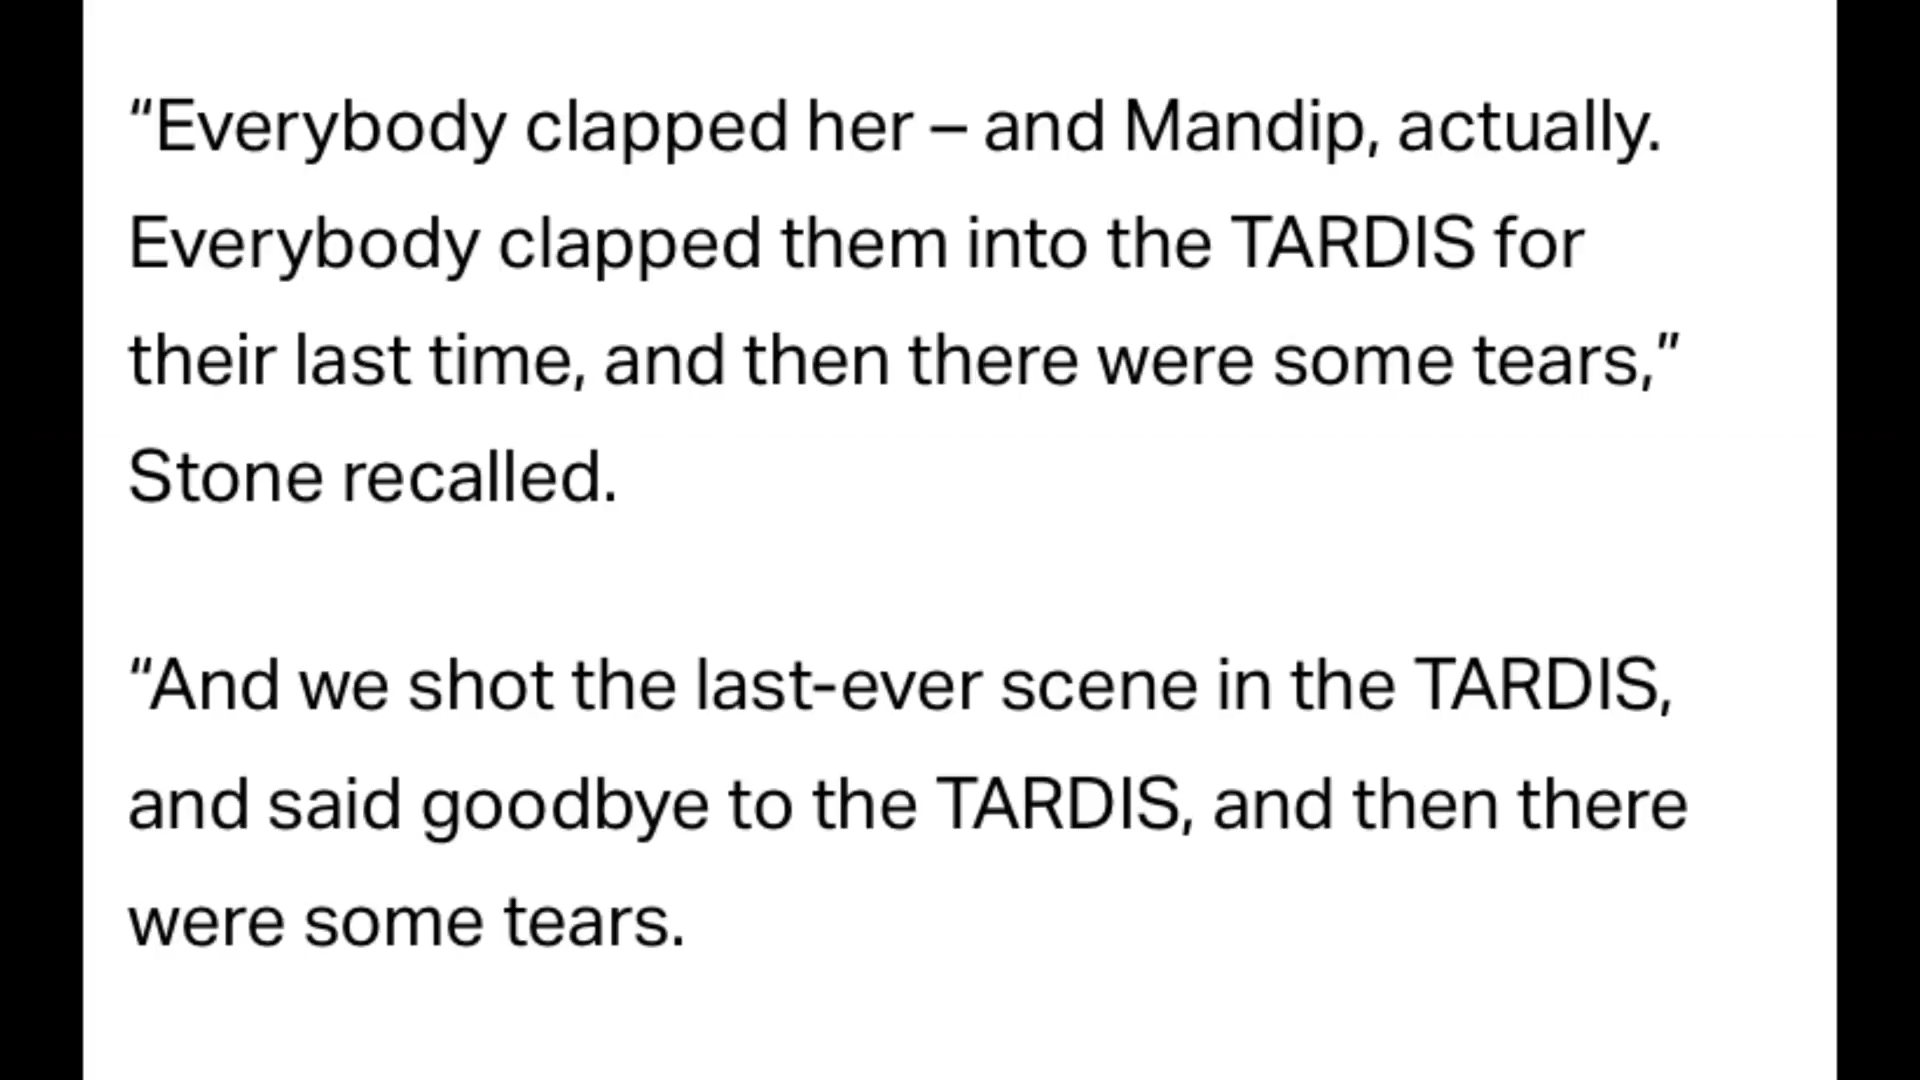 “Everybody clapped her – and Mandip, actually.
Everybody clapped them into the TARDIS for
their last time, and then there were some tears,”
Stone recalled.
“And we shot the last-ever scene in the TARDIS,
and said goodbye to the TARDIS, and then there
were some tears.